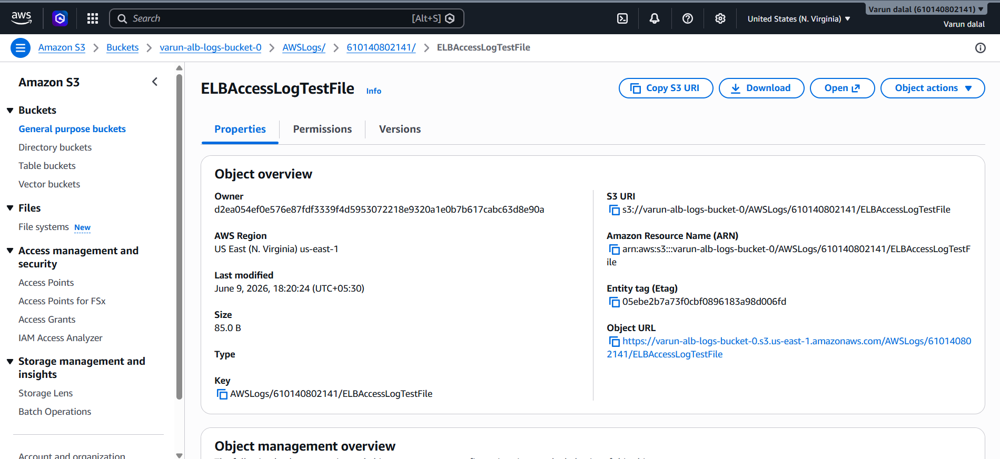 aws
Search
[Alt+S]
United States (N. Virginia)
Varun dalal (610140802141)
Varun dalal
Amazon S3
Buckets
varun-alb-logs-bucket-0
AWSLogs/
610140802141/
ELBAccessLogTestFile
Amazon S3
Buckets
General purpose buckets
Directory buckets
Table buckets
Vector buckets
Files
File systems New
Access management and
security
Access Points
Access Points for FSx
Access Grants
IAM Access Analyzer
Storage management and
insights
Storage Lens
Batch Operations
Account and organization
ELBAccessLogTestFile Info
Copy S3 URI
Download
Open
Object actions
Properties
Permissions
Versions
Object overview
Owner
d2ea054ef0e576e87fdf3339f4d5953072218e9320a1e0b7b617cabc63d8e90a
AWS Region
US East (N. Virginia) us-east-1
Last modified
June 9, 2026, 18:20:24 (UTC+05:30)
Size
85.0 B
Type
Key
AWSLogs/610140802141/ELBAccessLogTestFile
S3 URI
s3://varun-alb-logs-bucket-0/AWSLogs/610140802141/ELBAccessLogTestFile
Amazon Resource Name (ARN)
arn:aws:s3:::varun-alb-logs-bucket-0/AWSLogs/610140802141/ELBAccessLogTestF
ile
Entity tag (Etag)
05ebe2b7a73f0cbf0896183a98d006fd
Object URL
https://varun-alb-logs-bucket-0.s3.us-east-1.amazonaws.com/AWSLogs/61014080
2141/ELBAccessLogTestFile
Object management overview